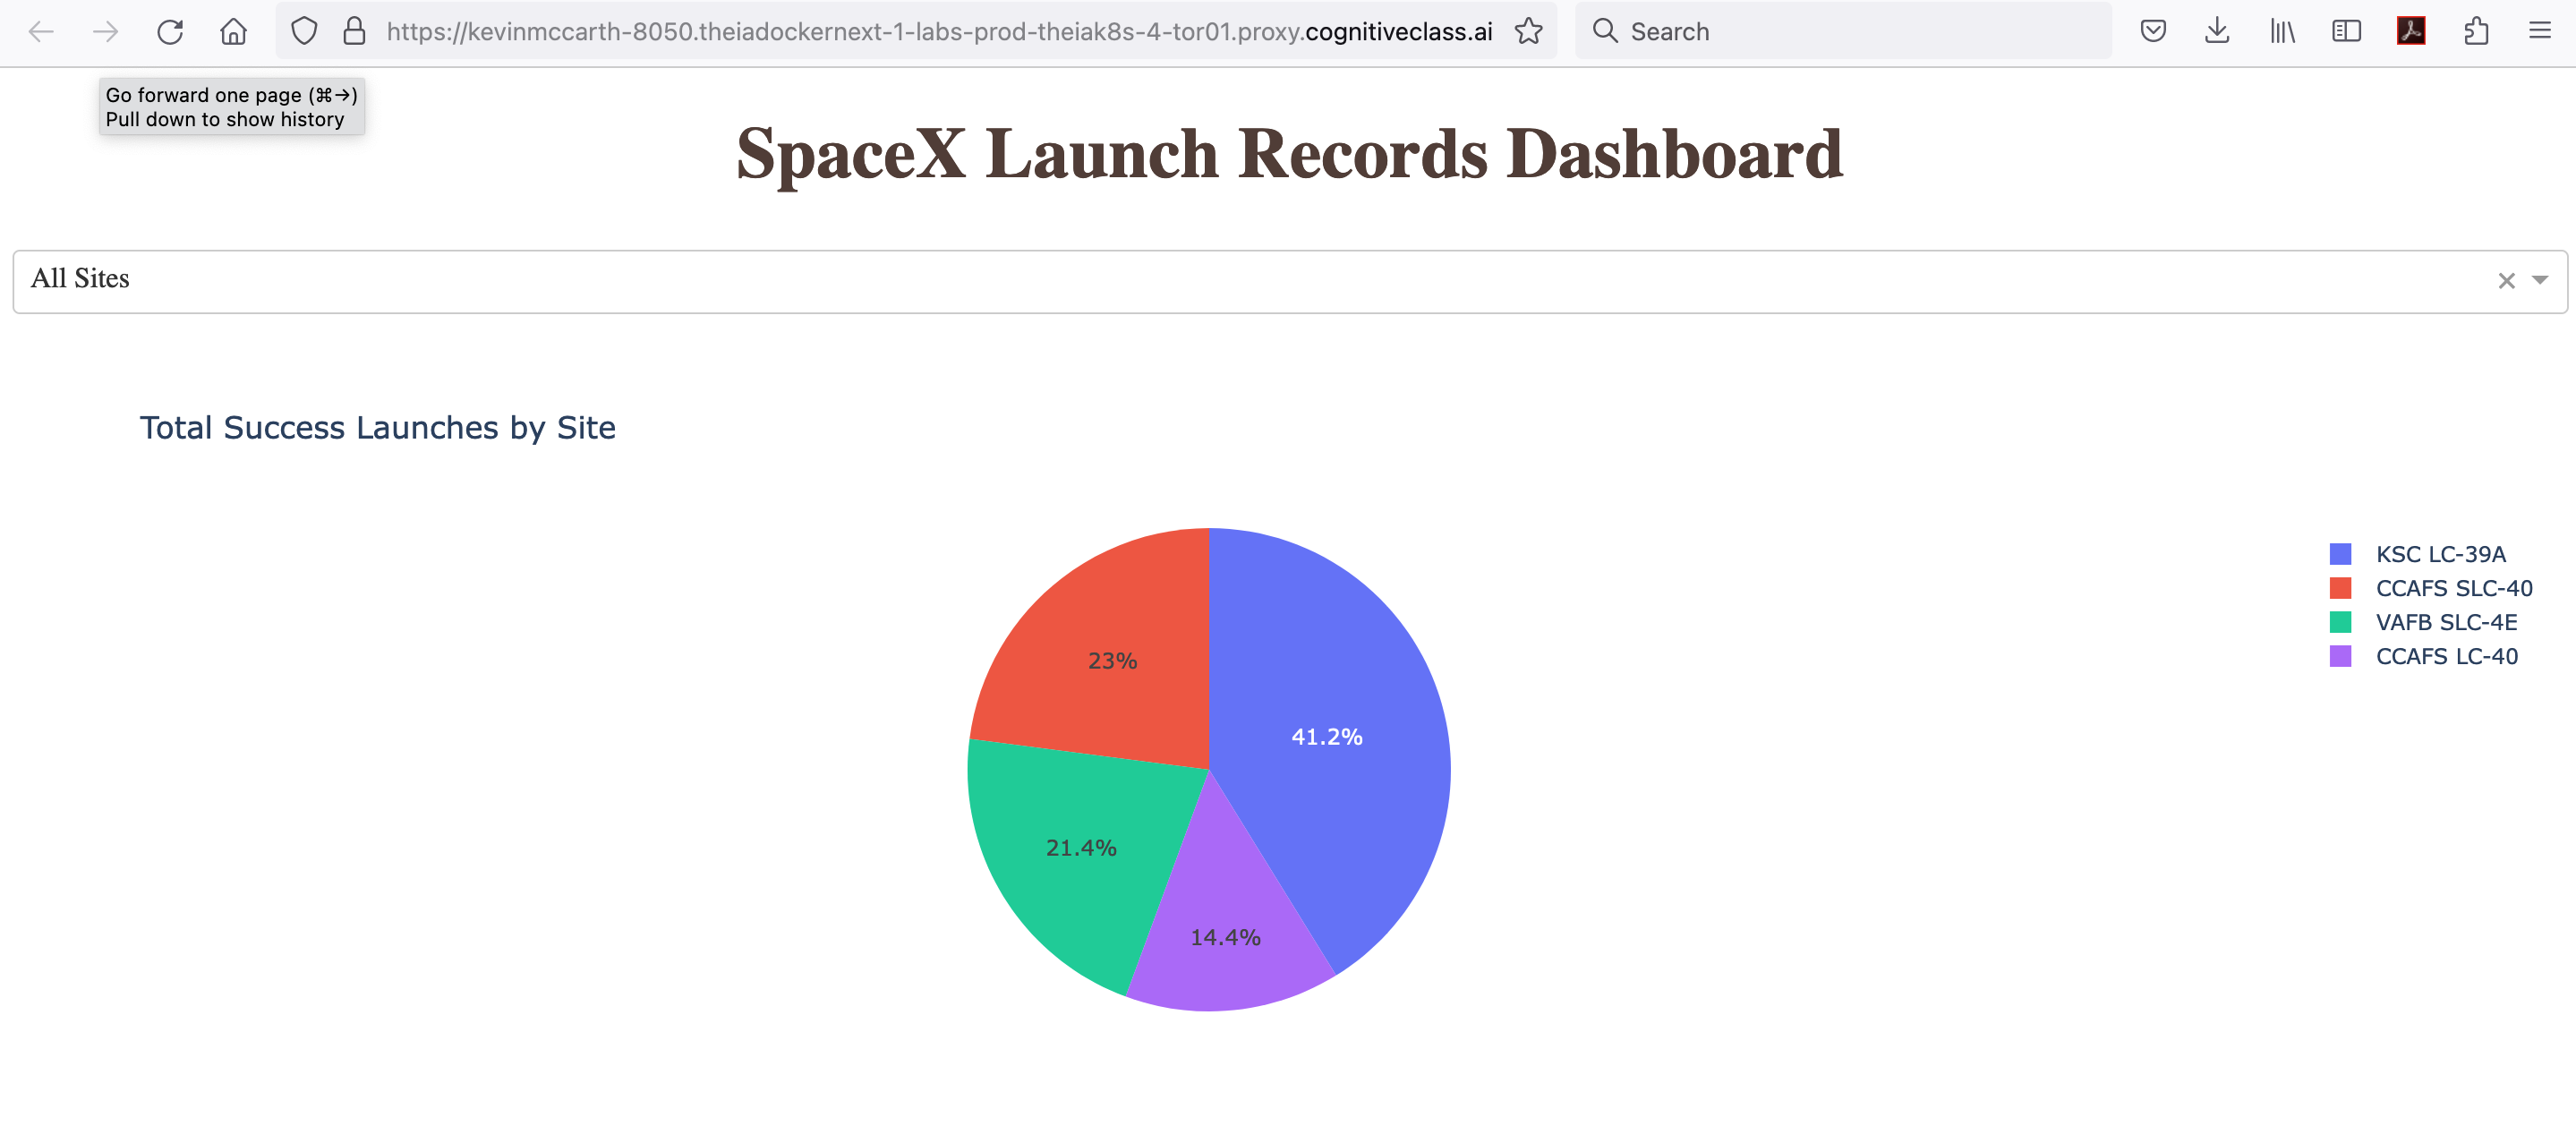 https://kevinmccarth-8050.theiadockernext-1-labs-prod-theiak8s-4-tor01.proxy.cognitiveclass.ai
Search
Go forward one page (⌘→)
Pull down to show history
SpaceX Launch Records Dashboard
All Sites
Total Success Launches by Site
KSC LC-39A
CCAFS SLC-40
VAFB SLC-4E
CCAFS LC-40
23%
41.2%
21.4%
14.4%